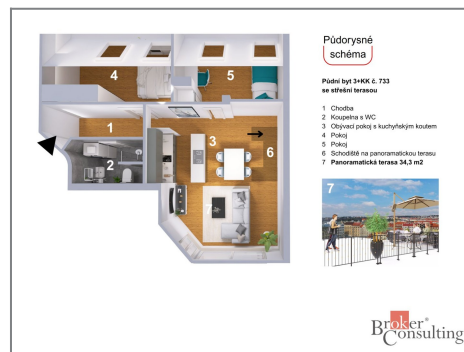 Půdorysné
schéma
Půdní byt 3+KK č. 733
se střešní terasou
1 Chodba
2 Koupelna s WC
3 Obývací pokoj s kuchyňským koutem
4 Pokoj
5 Pokoj
6 Schodiště na panoramatickou terasu
7 Panoramatická terasa 34,3 m2
4
5
1
3
6
2
7
7
Broker®
Consulting